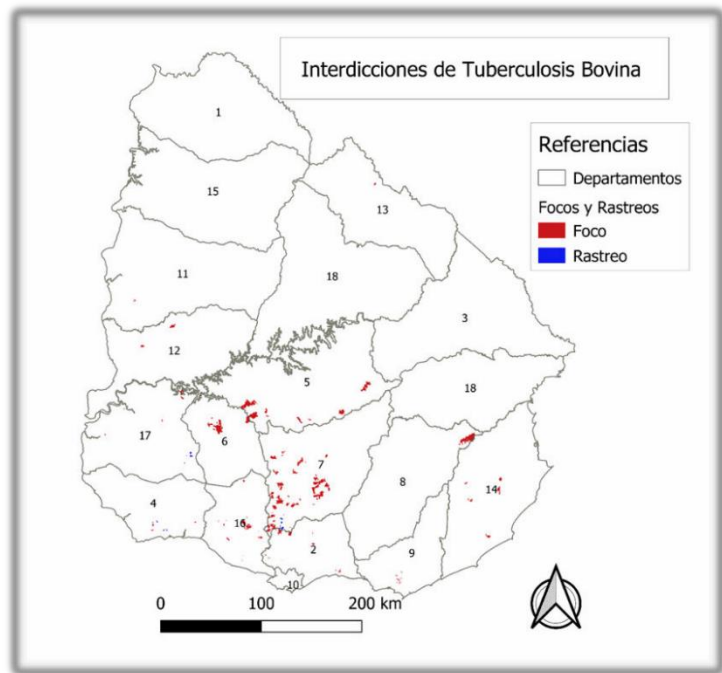 Interdicciones de Tuberculosis Bovina
Referencias
Departamentos
Focos y Rastreos
Foco
Rastreo
1
15
13
11
18
3
12
5
18
6
17
7
8
14
4
16
2
9
10
0 100 200 km